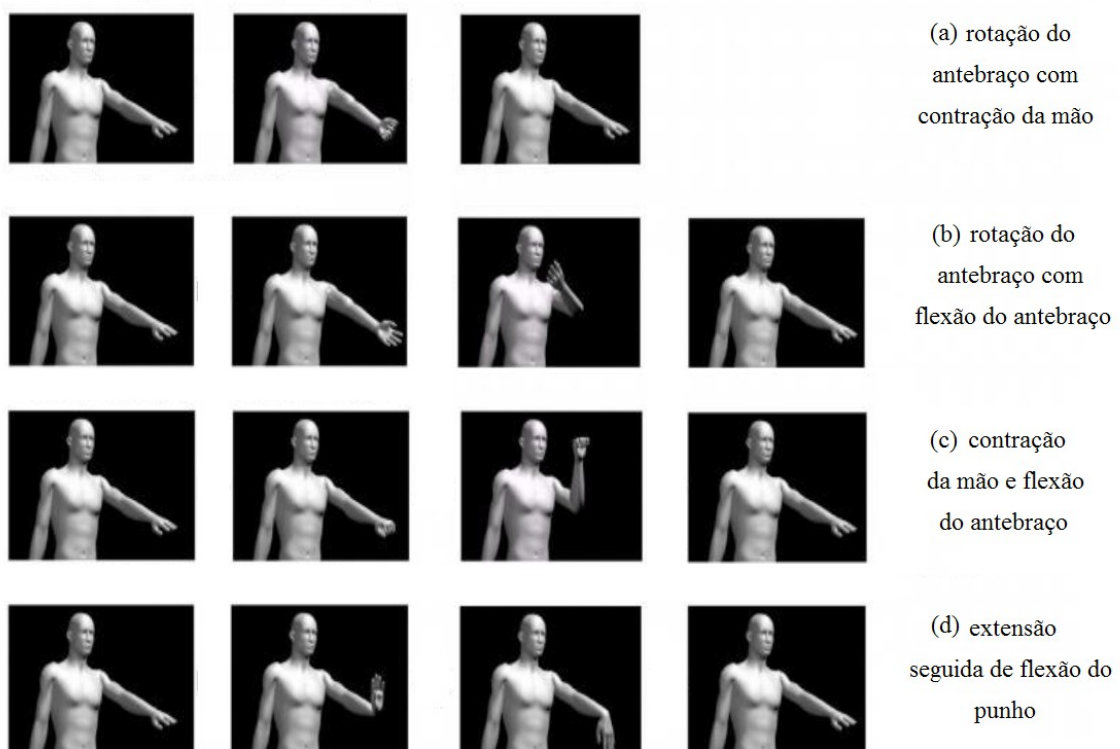 (a) rotação do
antebraço com
contração da mão
(b) rotação do
antebraço com
flexão do antebraço
(c) contração
da mão e flexão
do antebraço
(d) extensão
seguida de flexão do
punho